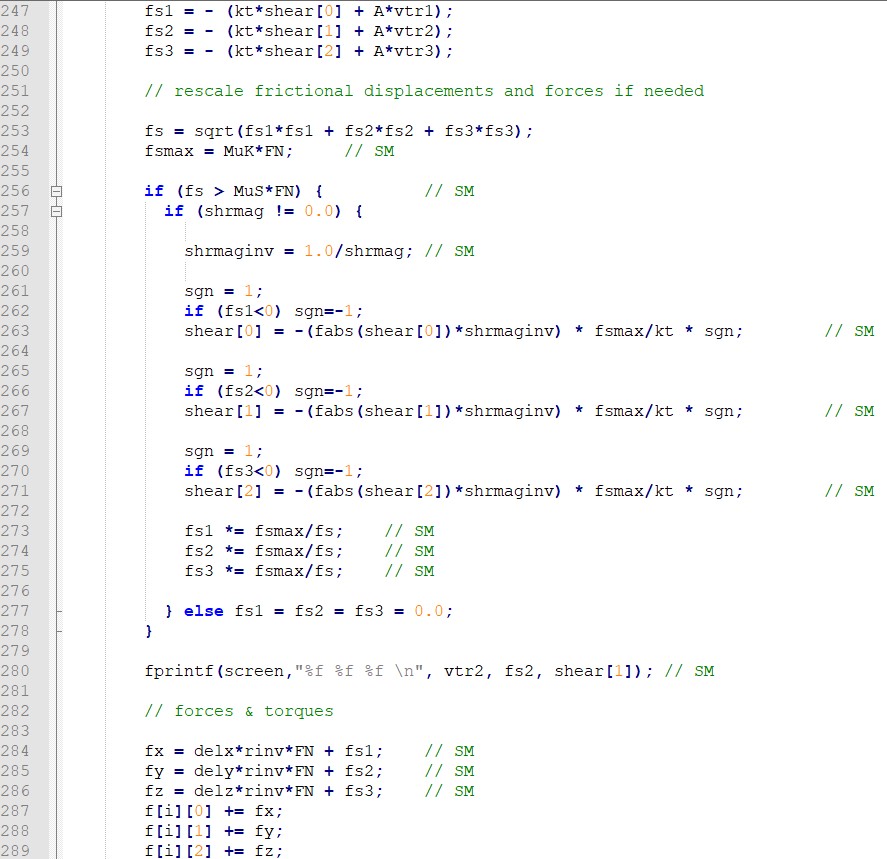 247 fs1 = - (kt*shear[0] + A*vtr1);
248 fs2 = - (kt*shear[1] + A*vtr2);
249 fs3 = - (kt*shear[2] + A*vtr3);
250
251 // rescale frictional displacements and forces if needed
252
253 fs = sqrt(fs1*fs1 + fs2*fs2 + fs3*fs3);
254 fsmax = MuK*FN; // SM
255
256 if (fs > MuS*FN) { // SM
257 if (shrmag != 0.0) {
258
259 shrmaginv = 1.0/shrmag; // SM
260
261 sgn = 1;
262 if (fs1<0) sgn=-1;
263 shear[0] = -(fabs(shear[0])*shrmaginv) * fsmax/kt * sgn; // SM
264
265 sgn = 1;
266 if (fs2<0) sgn=-1;
267 shear[1] = -(fabs(shear[1])*shrmaginv) * fsmax/kt * sgn; // SM
268
269 sgn = 1;
270 if (fs3<0) sgn=-1;
271 shear[2] = -(fabs(shear[2])*shrmaginv) * fsmax/kt * sgn; // SM
272
273 fs1 *= fsmax/fs; // SM
274 fs2 *= fsmax/fs; // SM
275 fs3 *= fsmax/fs; // SM
276
277 } else fs1 = fs2 = fs3 = 0.0;
278 }
279
280 fprintf(screen,"%f %f %f \n", vtr2, fs2, shear[1]); // SM
281
282 // forces & torques
283
284 fx = delx*rinv*FN + fs1; // SM
285 fy = dely*rinv*FN + fs2; // SM
286 fz = delz*rinv*FN + fs3; // SM
287 f[i][0] += fx;
288 f[i][1] += fy;
289 f[i][2] += fz;